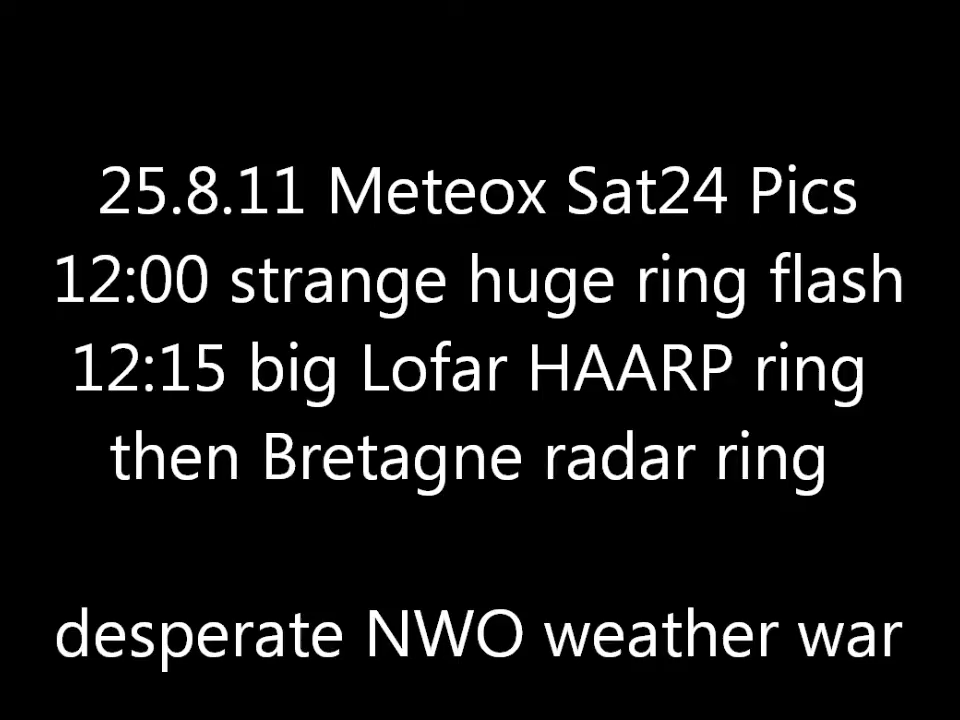 25.8.11 Meteox Sat24 Pics
12:00 strange huge ring flash
12:15 big Lofar HAARP ring
then Bretagne radar ring
desperate NWO weather war